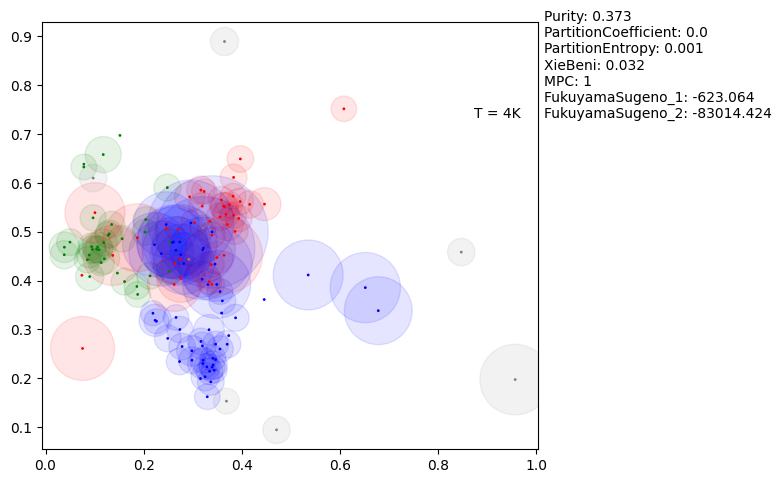 Purity: 0.373
PartitionCoefficient: 0.0
PartitionEntropy: 0.001
XieBeni: 0.032
MPC: 1
FukuyamaSugeno_1: -623.064
FukuyamaSugeno_2: -83014.424
T = 4K
0.9
0.8
0.7
0.6
0.5
0.4
0.3
0.2
0.1
0.0 0.2 0.4 0.6 0.8 1.0